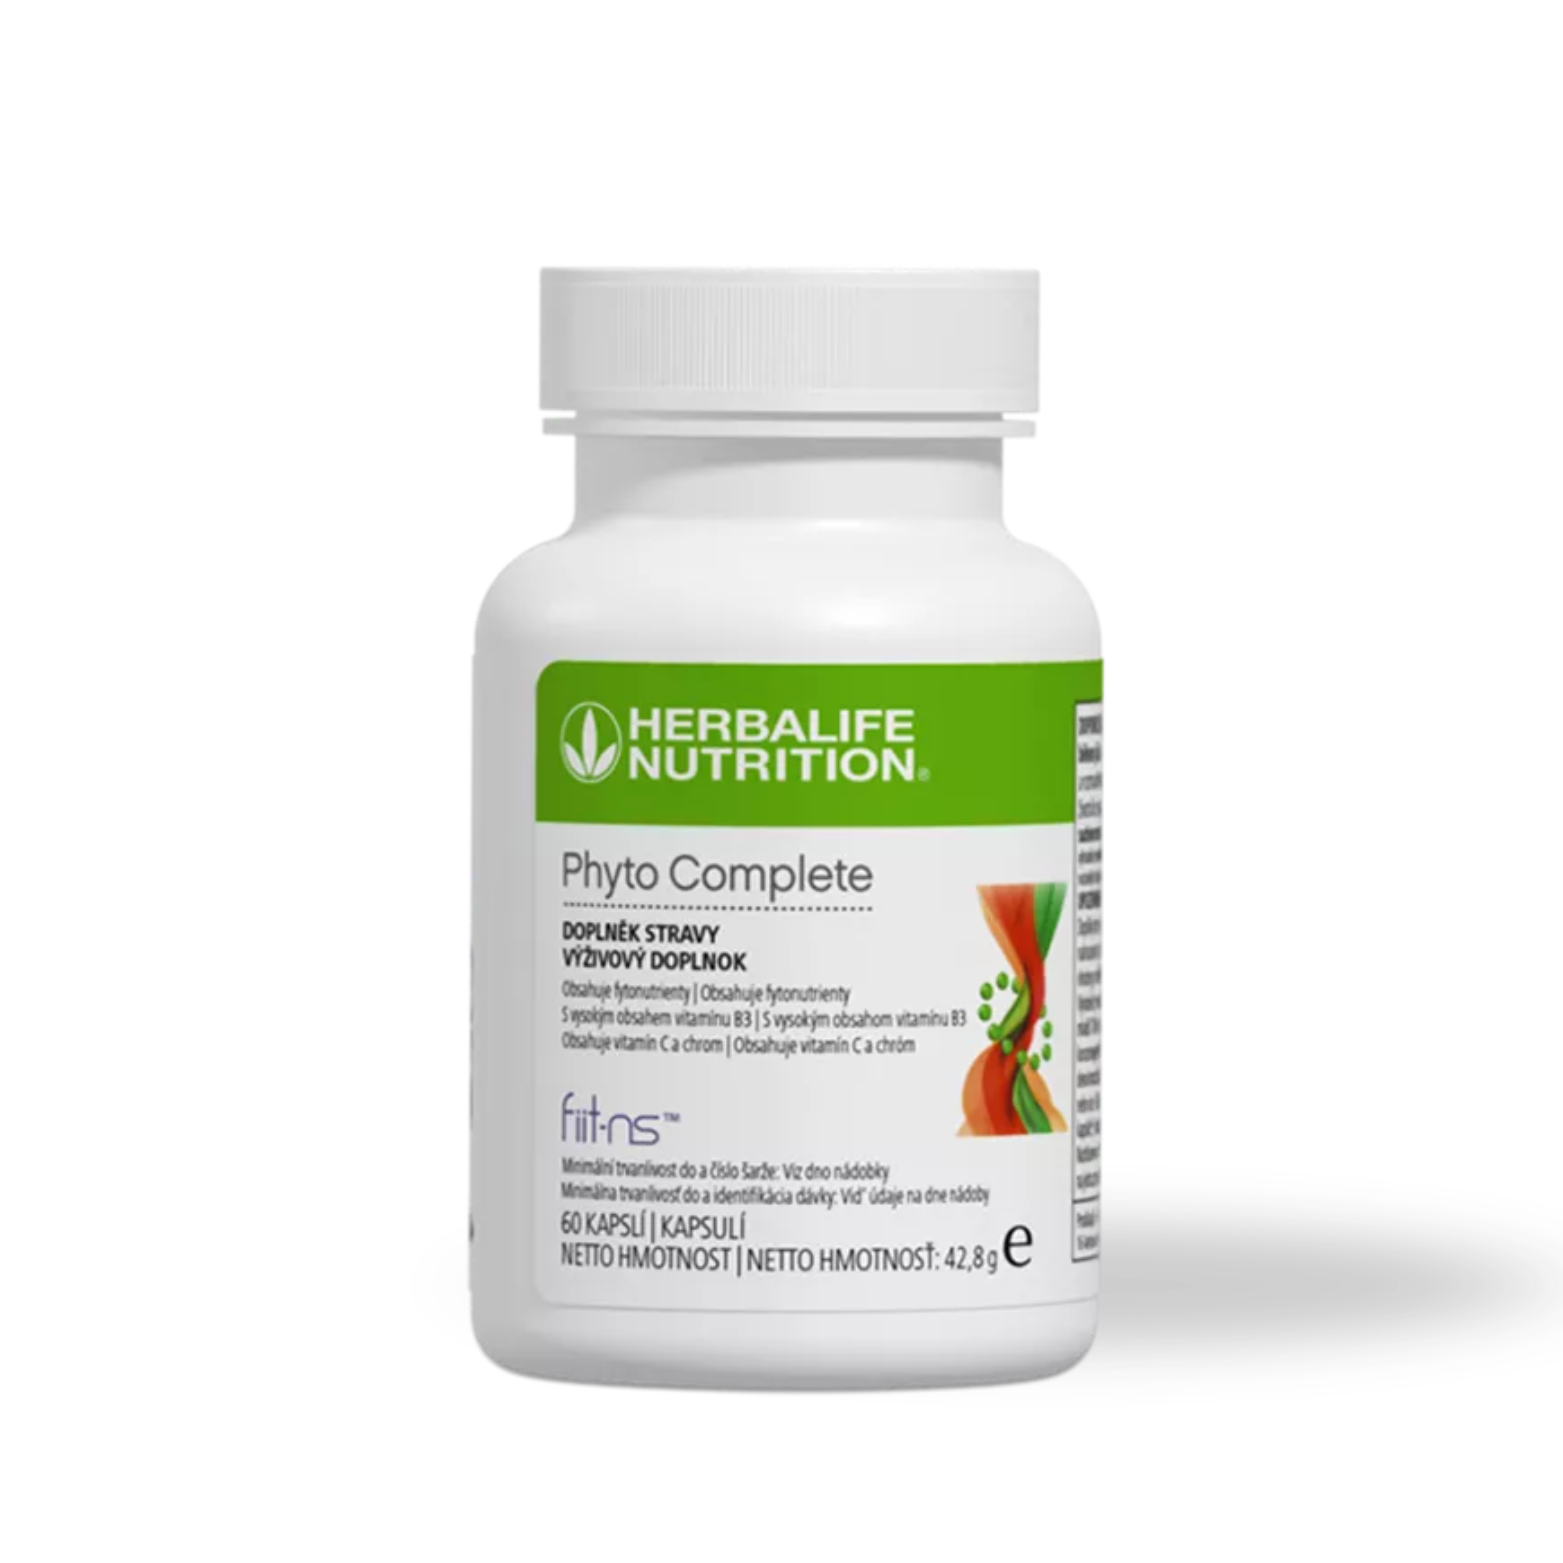 HERBALIFE
NUTRITION®
Phyto Complete
DOPLNĚK STRAVY
VÝŽIVOVÝ DOPLNOK
Obsahuje fytonutrienty | Obsahuje fytonutrienty
S vysokým obsahem vitamínu B3 | S vysokým obsahom vitamínu B3
Obsahuje vitamín C a chrom | Obsahuje vitamín C a chróm
fiit-ns™
Minimální trvanlivost do a číslo šarže: Viz dno nádobky
Minimálna trvanlivosť do a identifikácia dávky: Viď údaje na dne nádoby
60 KAPSLÍ | KAPSULÍ
NETTO HMOTNOST | NETTO HMOTNOSŤ: 42,8 g e